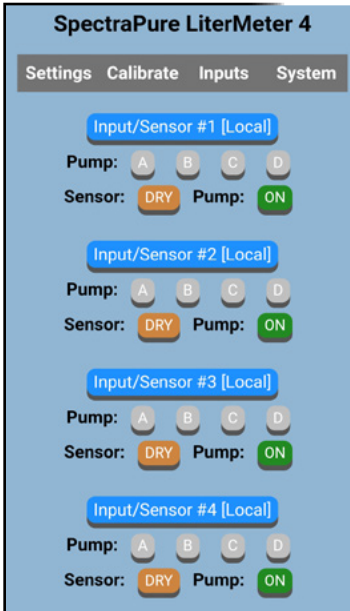 SpectraPure LiterMeter 4
Settings Calibrate Inputs System
Input/Sensor #1 [Local]
Pump: A B C D
Sensor: DRY Pump: ON
Input/Sensor #2 [Local]
Pump: A B C D
Sensor: DRY Pump: ON
Input/Sensor #3 [Local]
Pump: A B C D
Sensor: DRY Pump: ON
Input/Sensor #4 [Local]
Pump: A B C D
Sensor: DRY Pump: ON